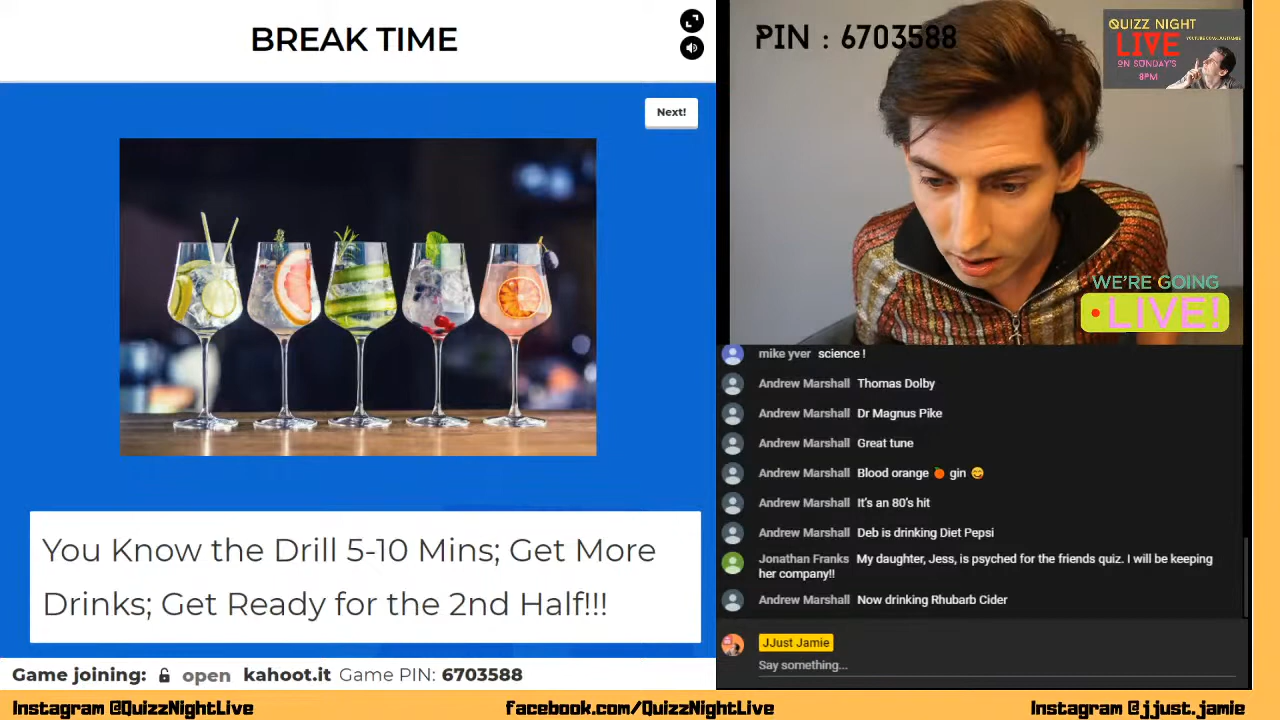 BREAK TIME
Next!
You Know the Drill 5-10 Mins; Get More
Drinks; Get Ready for the 2nd Half!!!
Game joining: open kahoot.it Game PIN: 6703588
PIN : 6703588
QUIZZ NIGHT
YOUTUBE.COM/JJUSTJAMIE
LIVE
ON SUNDAY'S
8PM
WE'RE GOING
LIVE!
mike yver science !
Andrew Marshall Thomas Dolby
Andrew Marshall Dr Magnus Pike
Andrew Marshall Great tune
Andrew Marshall Blood orange 🍊 gin 😄
Andrew Marshall It's an 80's hit
Andrew Marshall Deb is drinking Diet Pepsi
Jonathan Franks My daughter, Jess, is psyched for the friends quiz. I will be keeping
her company!!
Andrew Marshall Now drinking Rhubarb Cider
JJust Jamie
Say something...
Instagram @QuizzNightLive facebook.com/QuizzNightLive Instagram @jjust.jamie